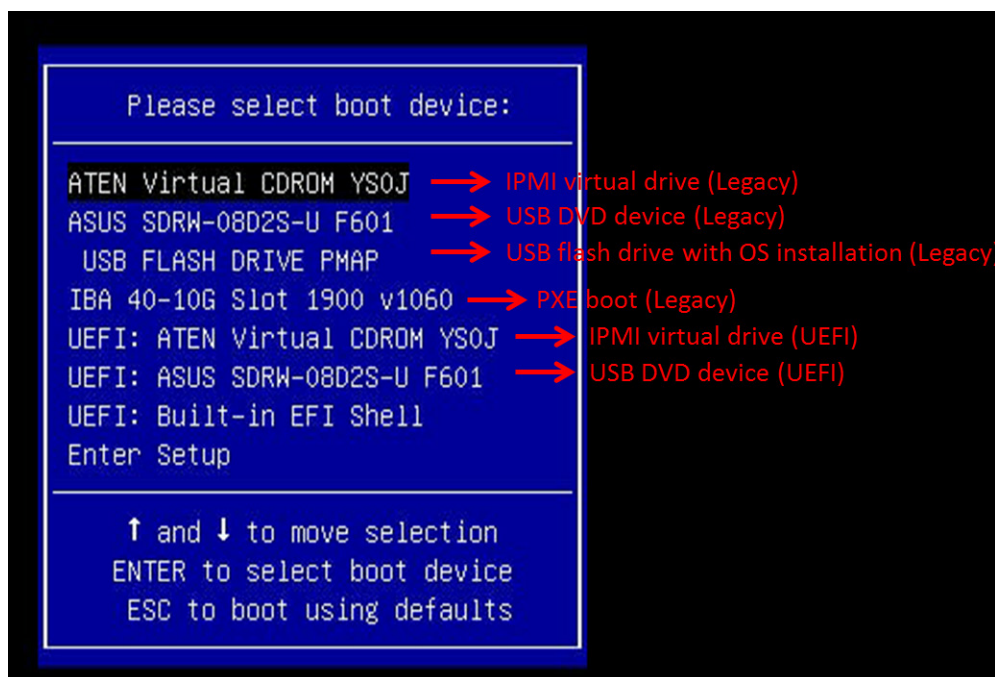 Please select boot device:
ATEN Virtual CDROM YS0J → IPMI virtual drive (Legacy)
ASUS SDRW-08D2S-U F601 → USB DVD device (Legacy)
USB FLASH DRIVE PMAP → USB flash drive with OS installation (Legacy)
IBA 40-10G Slot 1900 v1060 → PXE boot (Legacy)
UEFI: ATEN Virtual CDROM YS0J → IPMI virtual drive (UEFI)
UEFI: ASUS SDRW-08D2S-U F601 → USB DVD device (UEFI)
UEFI: Built-in EFI Shell
Enter Setup
↑ and ↓ to move selection
ENTER to select boot device
ESC to boot using defaults